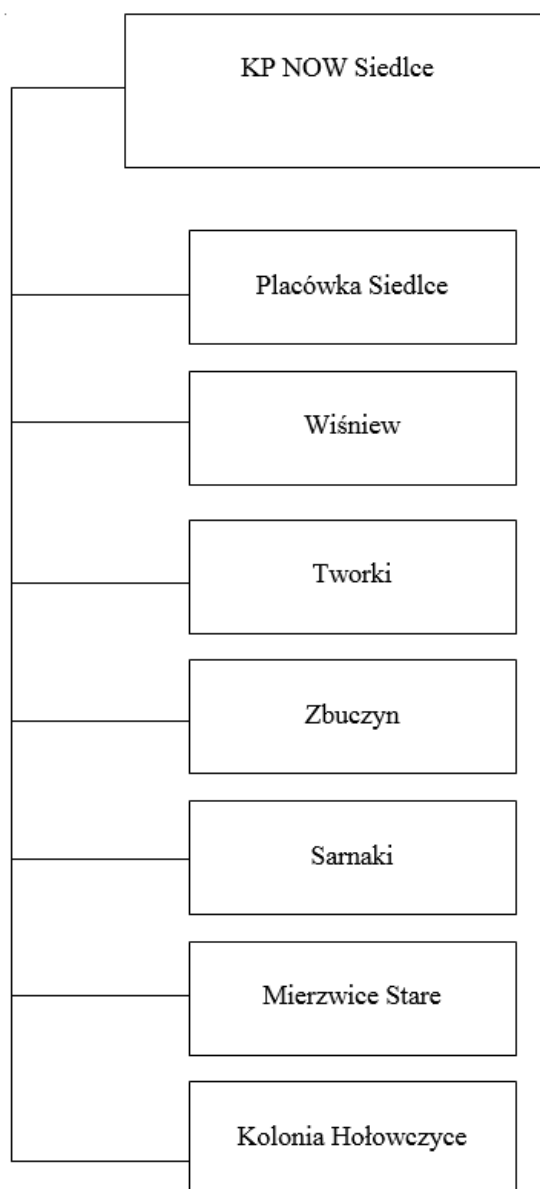 KP NOW Siedlce
Placówka Siedlce
Wiśniew
Tworki
Zbuczyn
Sarnaki
Mierzwice Stare
Kolonia Hołowczyce